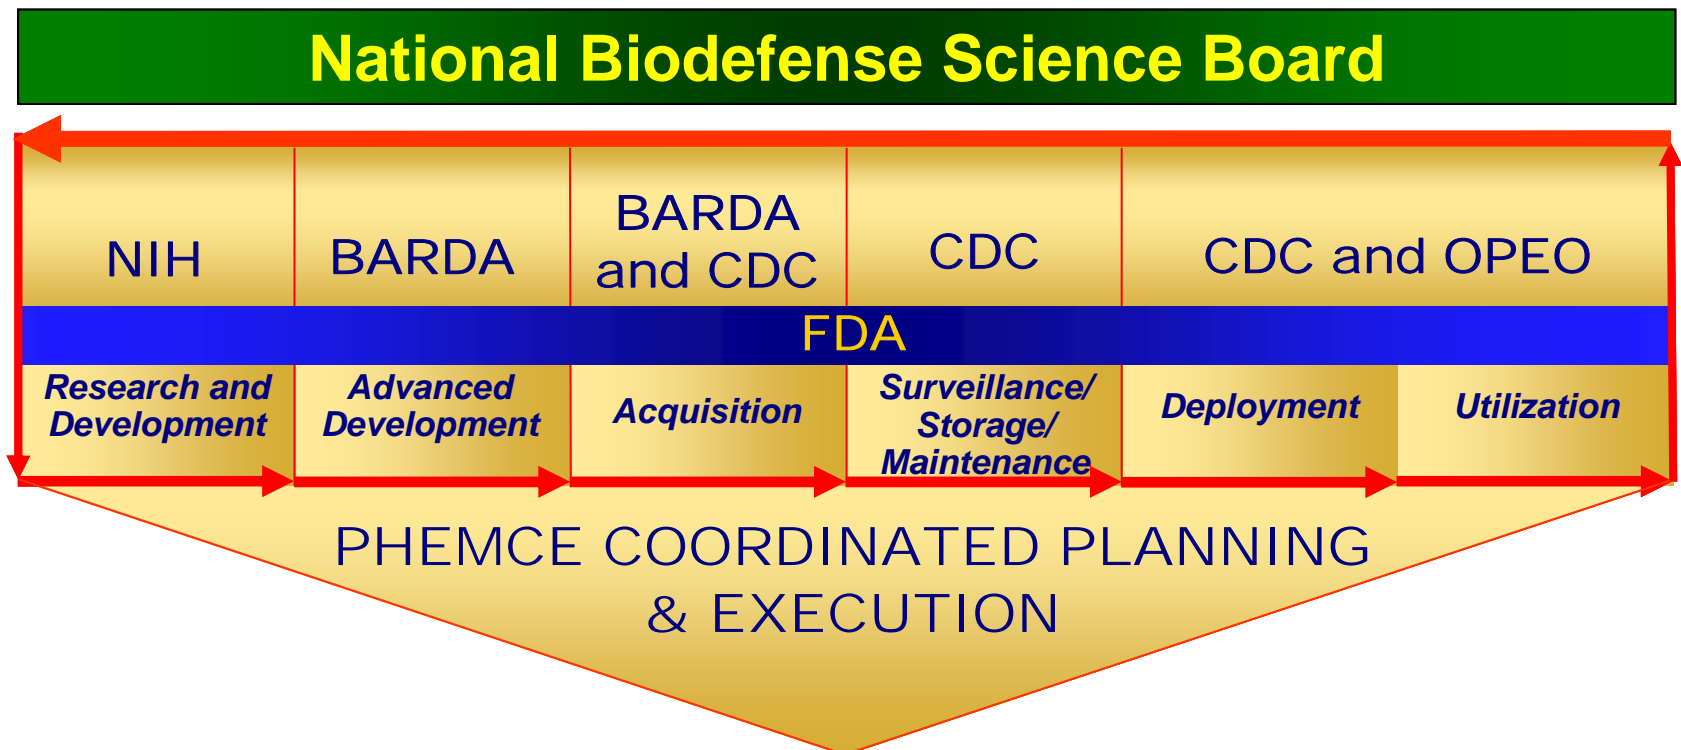 National Biodefense Science Board
NIH
BARDA
BARDA
and CDC
CDC
CDC and OPEO
FDA
Research and
Development
Advanced
Development
Acquisition
Surveillance/
Storage/
Maintenance
Deployment
Utilization
PHEMCE COORDINATED PLANNING
& EXECUTION